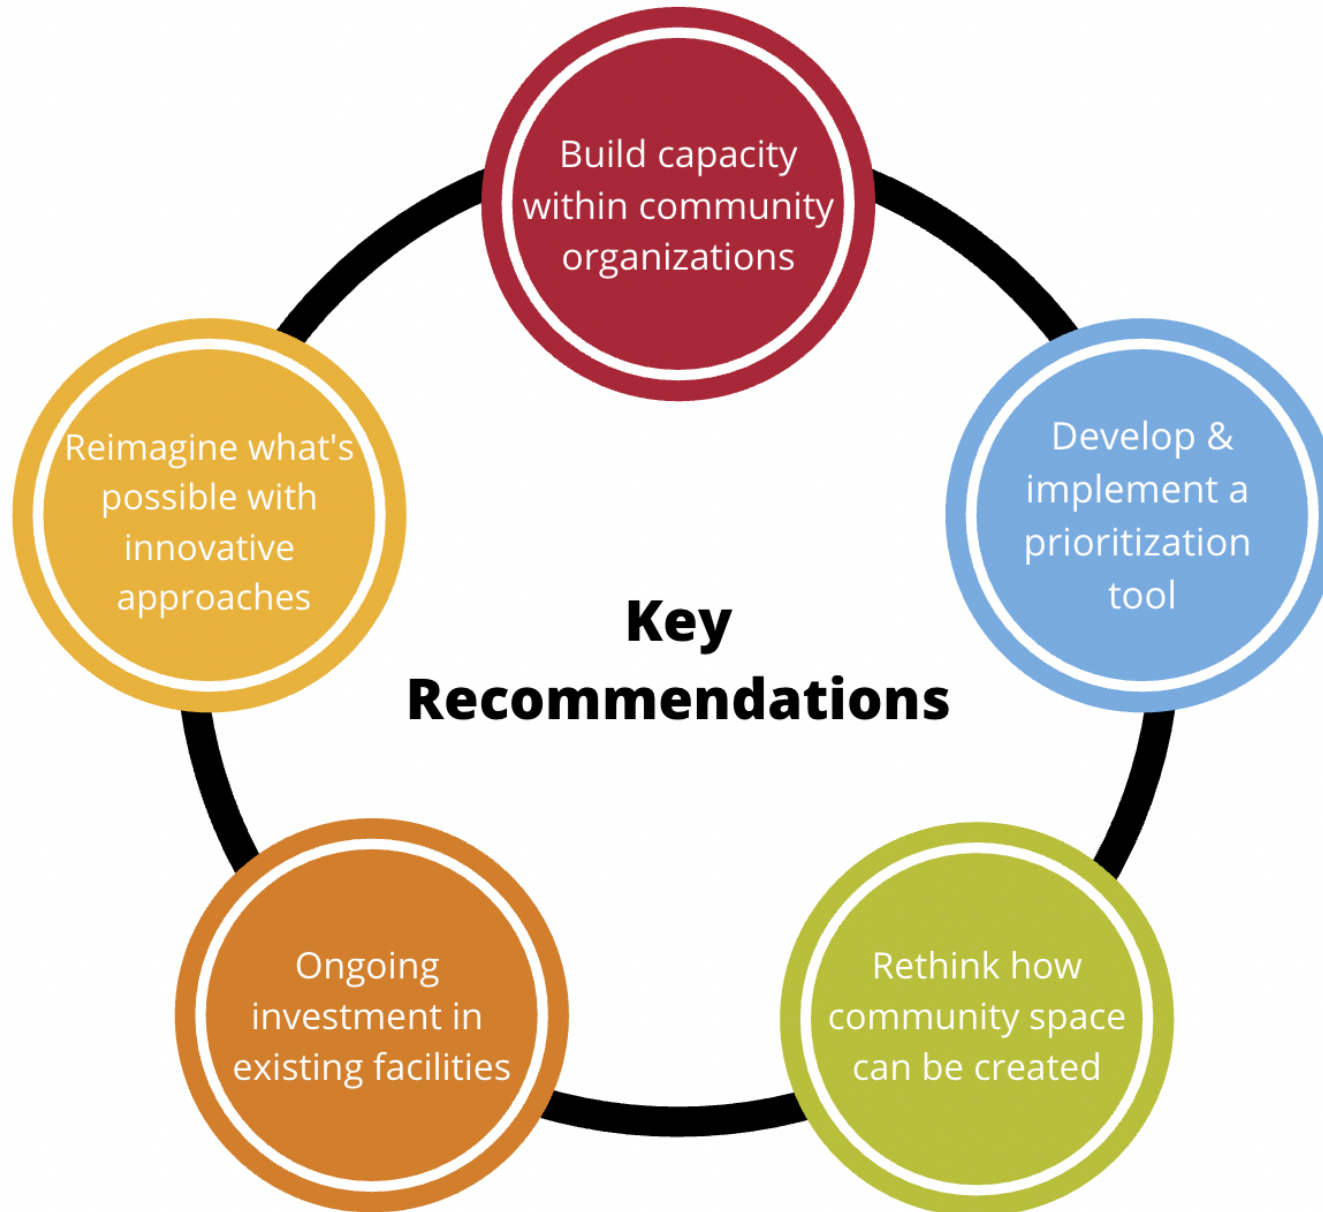 Build capacity
within community
organizations
Develop &
implement a
prioritization
tool
Rethink how
community space
can be created
Ongoing
investment in
existing facilities
Reimagine what's
possible with
innovative
approaches
Key
Recommendations